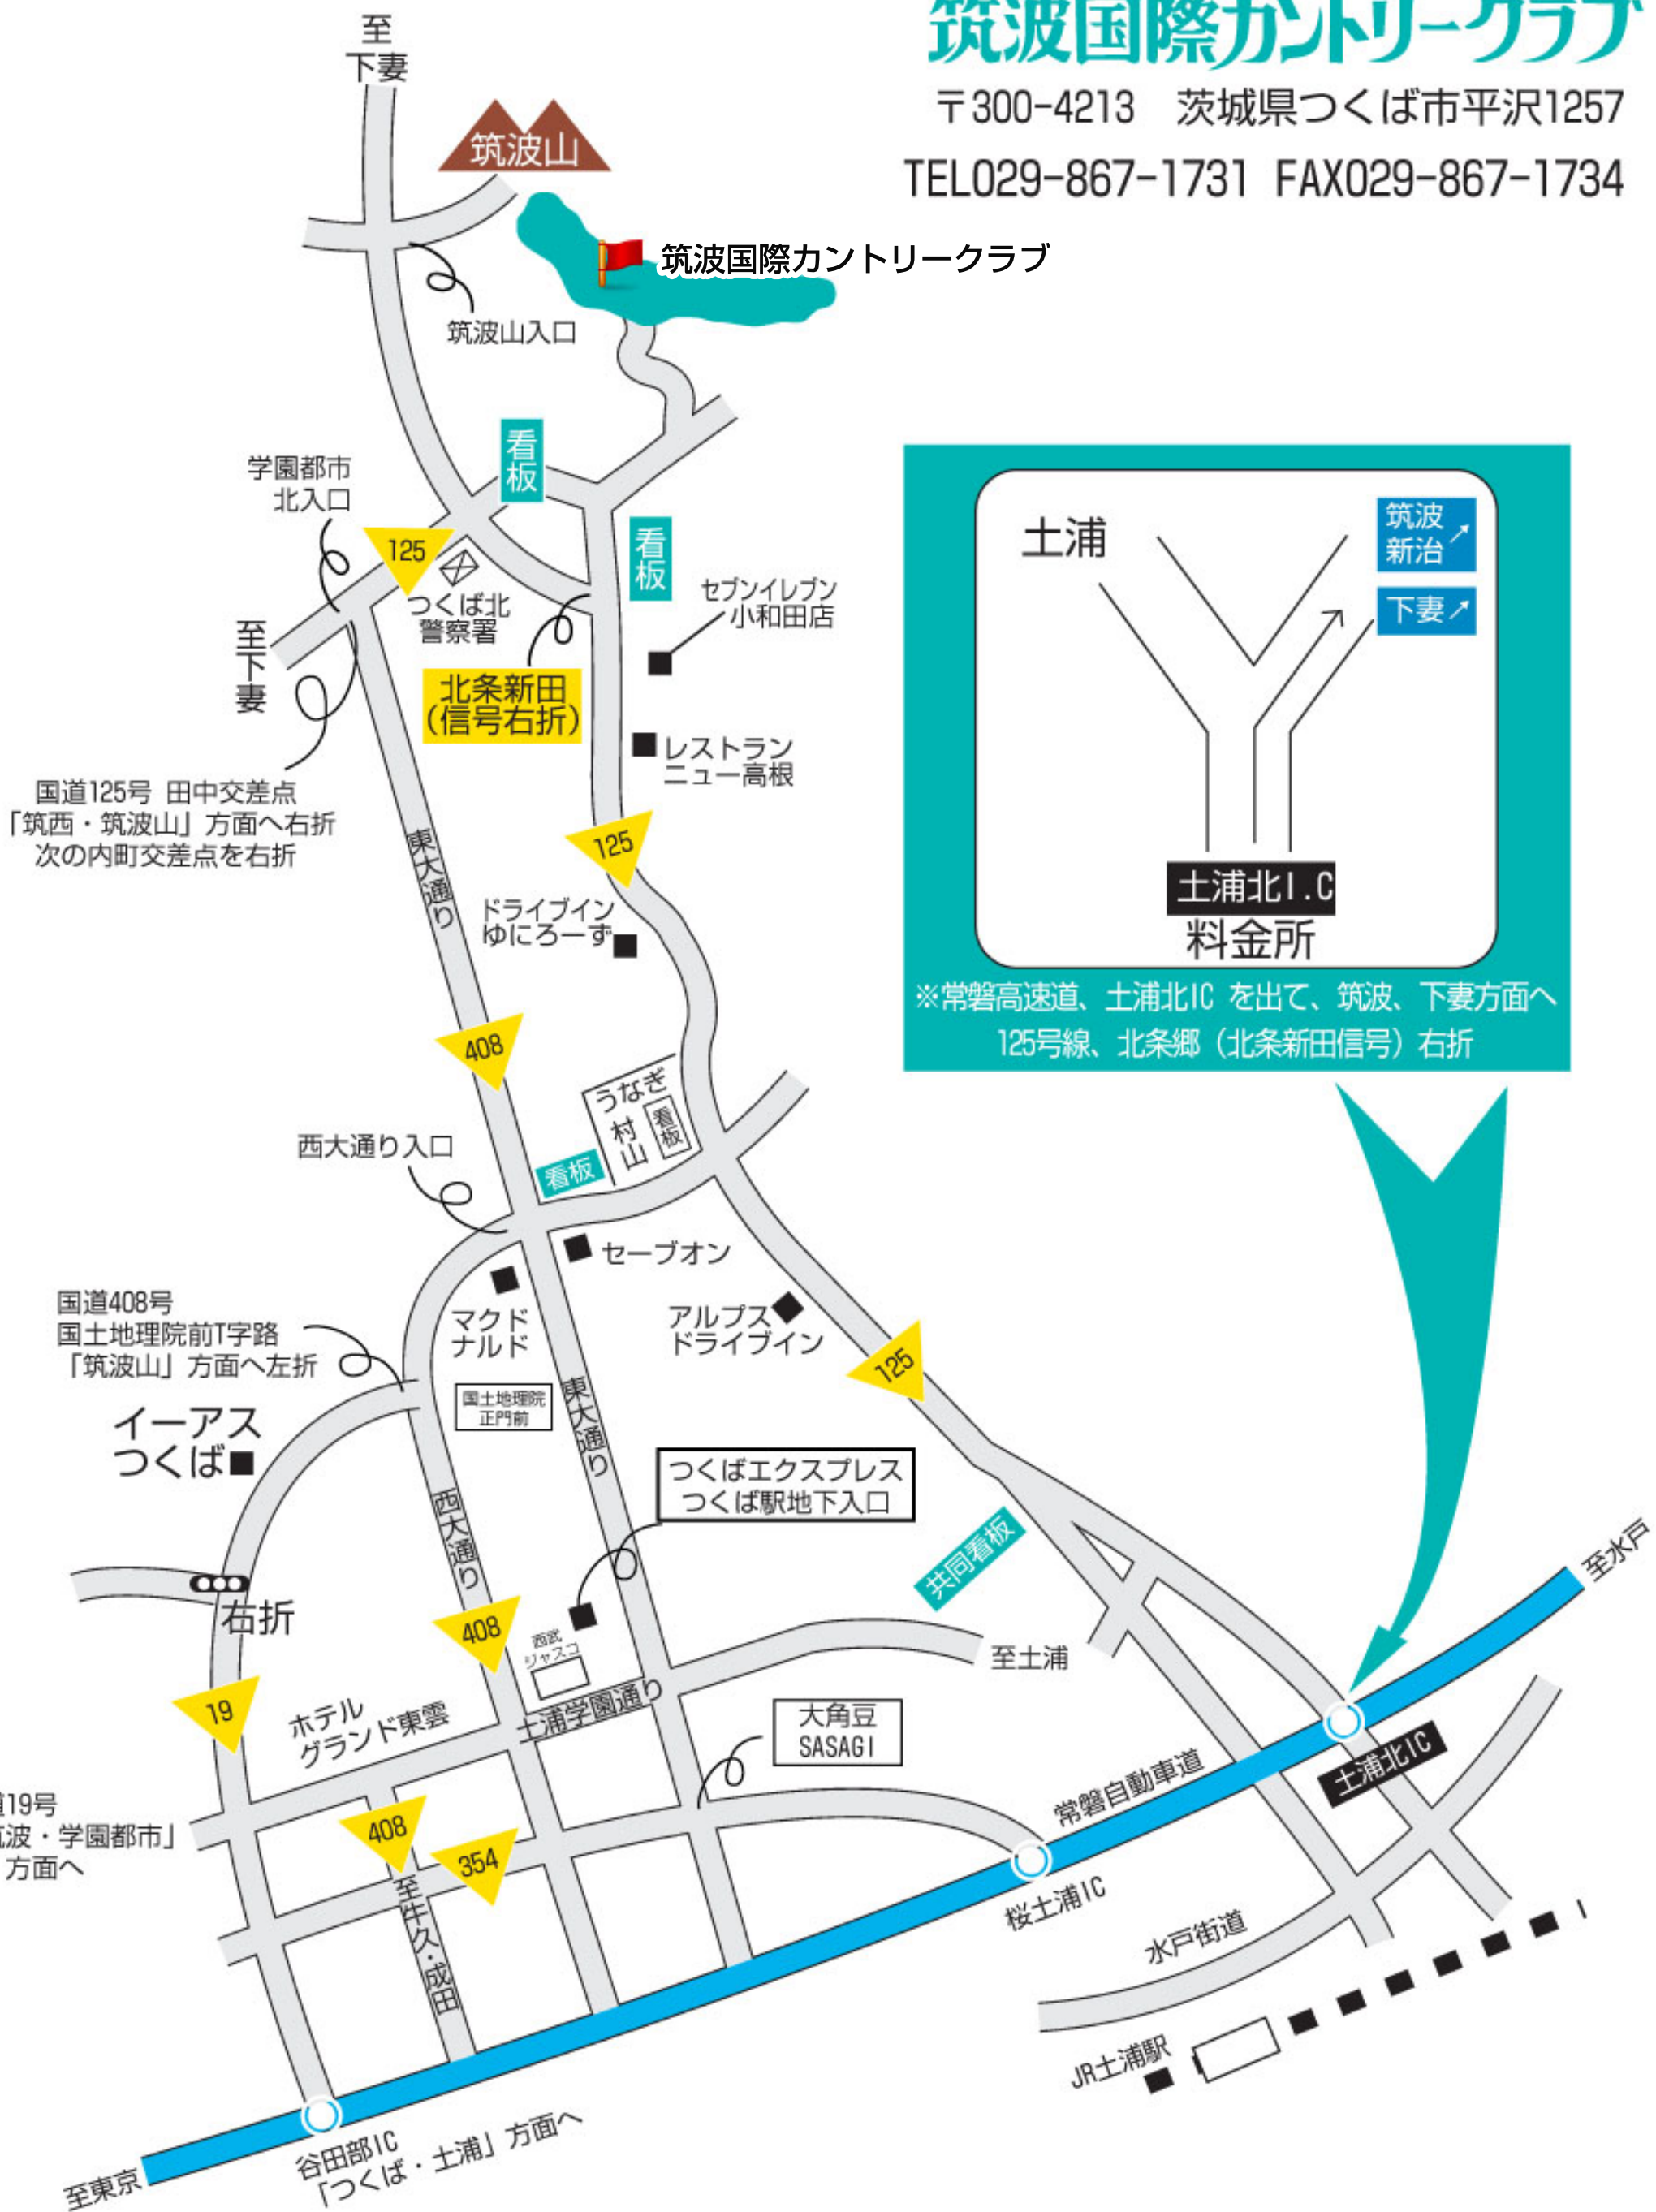 筑波国際カントリークラブ
〒300-4213　茨城県つくば市平沢1257
TEL029-867-1731 FAX029-867-1734
至
下妻
筑波山
筑波国際カントリークラブ
筑波山入口
看板
学園都市
北入口
125
つくば北
警察署
看板
セブンイレブン
小和田店
至下妻
北条新田
(信号右折)
レストラン
ニュー高根
国道125号 田中交差点
「筑西・筑波山」方面へ右折
次の内町交差点を右折
東大通り
125
ドライブイン
ゆにろーず
408
土浦
筑波
新治↗
下妻↗
土浦北I.C
料金所
※常磐高速道、土浦北IC を出て、筑波、下妻方面へ
125号線、北条郷（北条新田信号）右折
うなぎ
村山
看板
西大通り入口
看板
セーブオン
マクド
ナルド
アルプス
ドライブイン
国道408号
国土地理院前T字路
「筑波山」方面へ左折
125
国土地理院
正門前
東大通り
イーアス
つくば
つくばエクスプレス
つくば駅地下入口
西大通り
共同看板
至水戸
右折
408
西武
ジャスコ
至土浦
19
ホテル
グランド東雲
土浦学園通り
大角豆
SASAGI
土浦北IC
常磐自動車道
19号
波・学園都市」
方面へ
408
354
至牛久・成田
桜土浦IC
水戸街道
JR土浦駅
谷田部IC
「つくば・土浦」方面へ
至東京